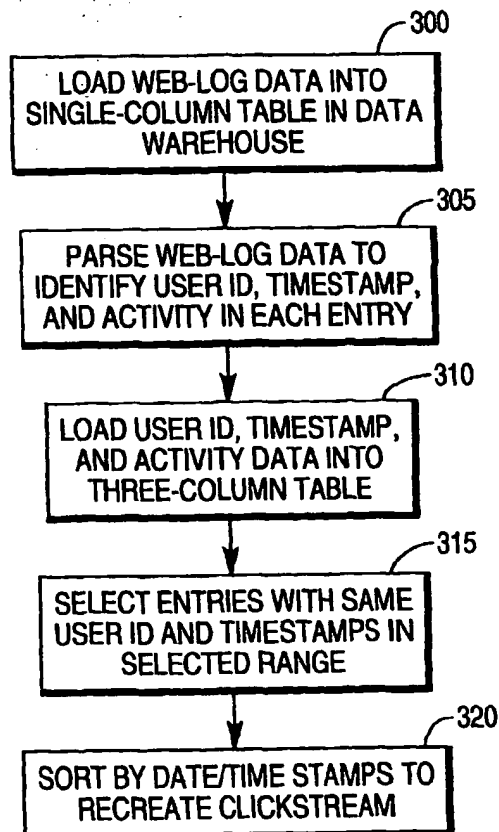 300
LOAD WEB-LOG DATA INTO
SINGLE-COLUMN TABLE IN DATA
WAREHOUSE
305
PARSE WEB-LOG DATA TO
IDENTIFY USER ID, TIMESTAMP,
AND ACTIVITY IN EACH ENTRY
310
LOAD USER ID, TIMESTAMP,
AND ACTIVITY DATA INTO
THREE-COLUMN TABLE
315
SELECT ENTRIES WITH SAME
USER ID AND TIMESTAMPS IN
SELECTED RANGE
320
SORT BY DATE/TIME STAMPS TO
RECREATE CLICKSTREAM